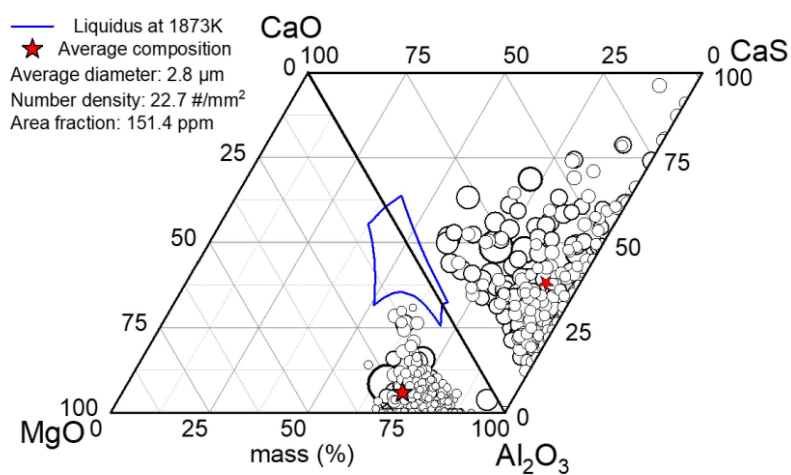 Liquidus at 1873K
Average composition
Average diameter: 2.8 µm
Number density: 22.7 #/mm²
Area fraction: 151.4 ppm
CaO
CaS
0 100 75 50 25 0 100
25 75
50 50
75 25
100 0
MgO 0 25 50 75 100 Al₂O₃
mass (%)